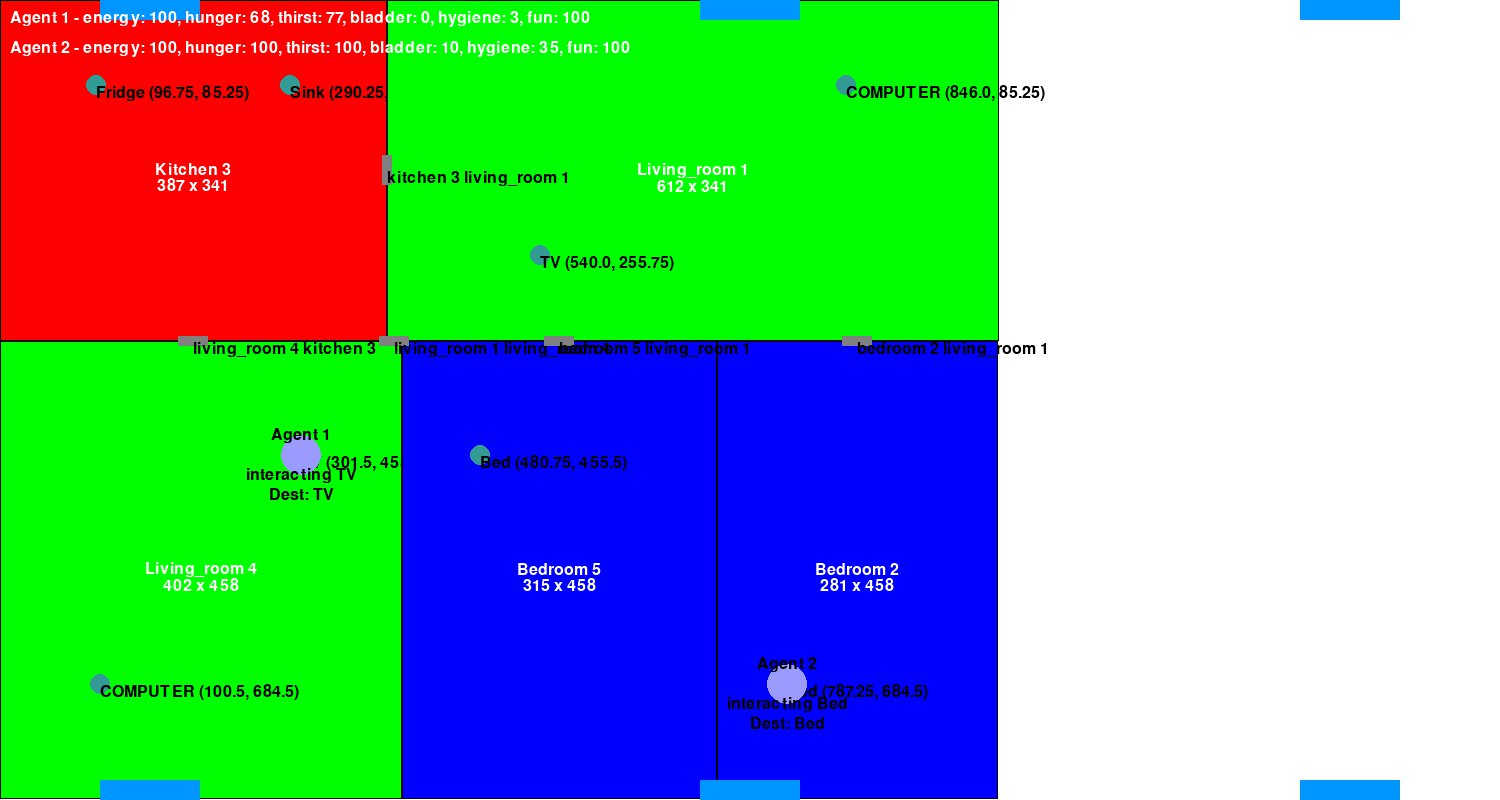 Agent 1 - energy: 100, hunger: 68, thirst: 77, bladder: 0, hygiene: 3, fun: 100
Agent 2 - energy: 100, hunger: 100, thirst: 100, bladder: 10, hygiene: 35, fun: 100
Fridge (96.75, 85.25)
Sink (290.25,
COMPUTER (846.0, 85.25)
Kitchen 3
387 x 341
kitchen 3 living_room 1
Living_room 1
612 x 341
TV (540.0, 255.75)
living_room 4 kitchen 3
living_room 1 living_room 4
bedroom 5 living_room 1
bedroom 2 living_room 1
Agent 1
(301.5, 45
interacting TV
Dest: TV
Bed (480.75, 455.5)
Living_room 4
402 x 458
Bedroom 5
315 x 458
Bedroom 2
281 x 458
COMPUTER (100.5, 684.5)
Agent 2
d (787.25, 684.5)
interacting Bed
Dest: Bed